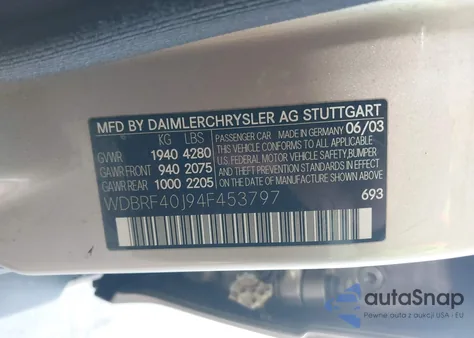 MFD BY DAIMLERCHRYSLER AG STUTTGART
KG LBS
GVWR 1940 4280
GAWR FRONT 940 2075
GAWR REAR 1000 2205
PASSENGER CAR / MADE IN GERMANY 06/03
THIS VEHICLE CONFORMS TO ALL APPLICABLE
U.S. FEDERAL MOTOR VEHICLE SAFETY, BUMPER
AND THEFT PREVENTION STANDARDS IN EFFECT
ON THE DATE OF MANUFACTURE SHOWN ABOVE
WDBRF40J94F453797
693
autoSnap
Pewne auta z USA - EU